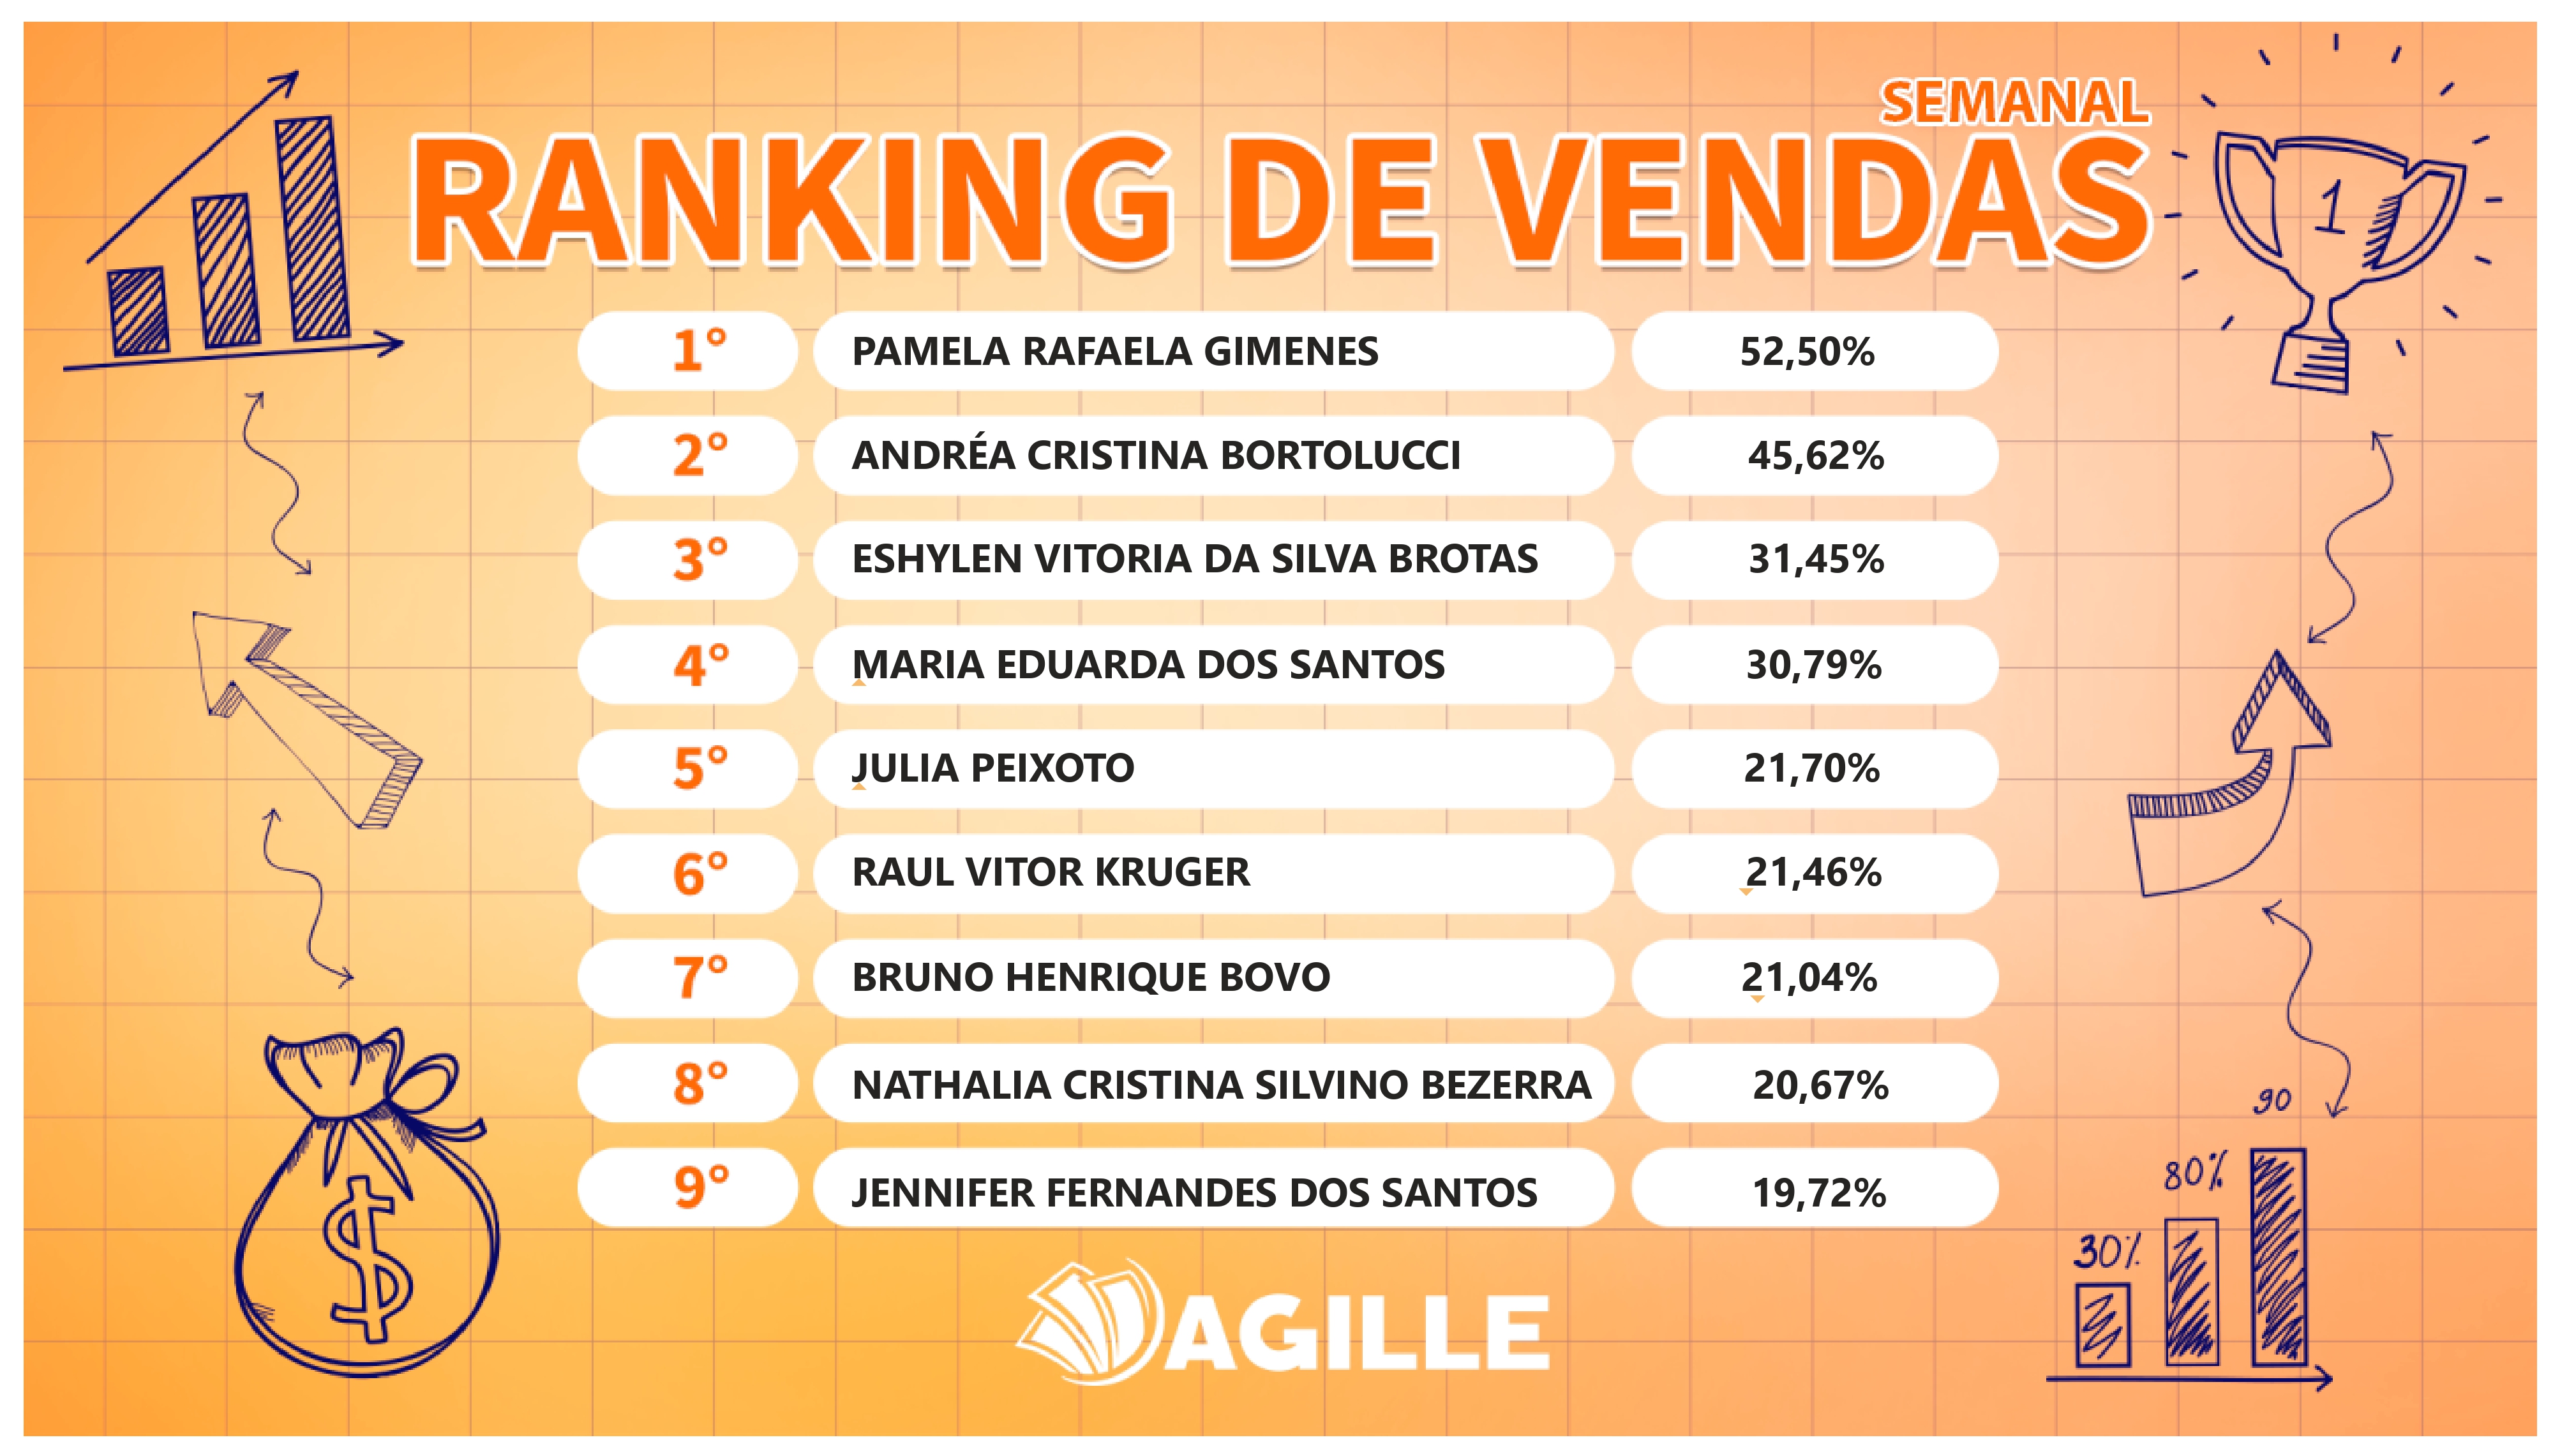 SEMANAL
RANKING DE VENDAS
1
1° PAMELA RAFAELA GIMENES 52,50%
2° ANDRÉA CRISTINA BORTOLUCCI 45,62%
3° ESHYLEN VITORIA DA SILVA BROTAS 31,45%
4° MARIA EDUARDA DOS SANTOS 30,79%
5° JULIA PEIXOTO 21,70%
6° RAUL VITOR KRUGER 21,46%
7° BRUNO HENRIQUE BOVO 21,04%
8° NATHALIA CRISTINA SILVINO BEZERRA 20,67%
9° JENNIFER FERNANDES DOS SANTOS 19,72%
90
80%
30%
$
AGILLE